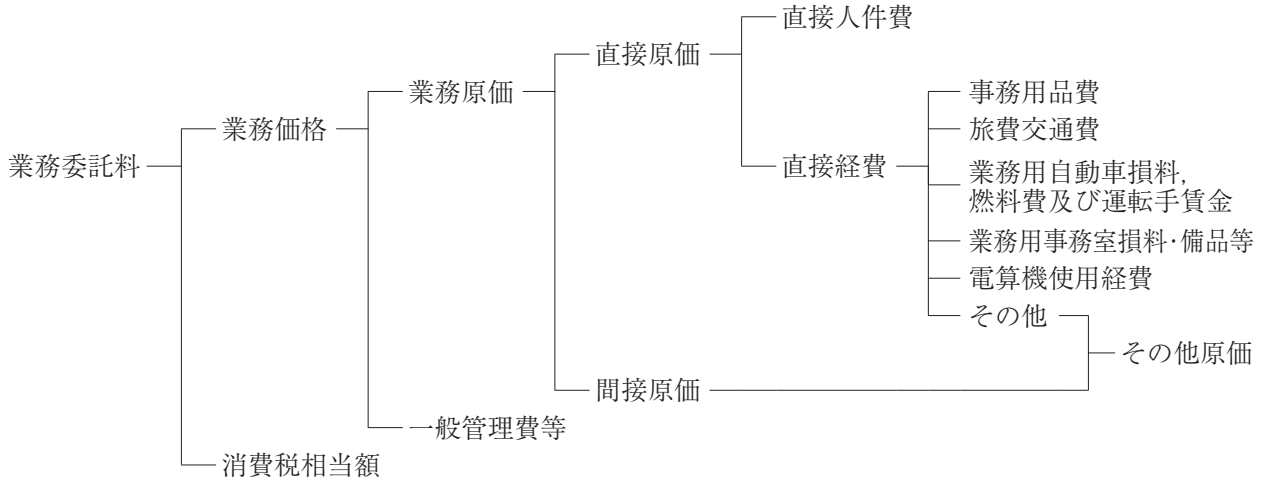 直接人件費
直接原価
業務原価
事務用品費
業務価格
旅費交通費
業務委託料
直接経費
業務用自動車損料,
燃料費及び運転手賃金
業務用事務室損料・備品等
電算機使用経費
その他
その他原価
間接原価
一般管理費等
消費税相当額